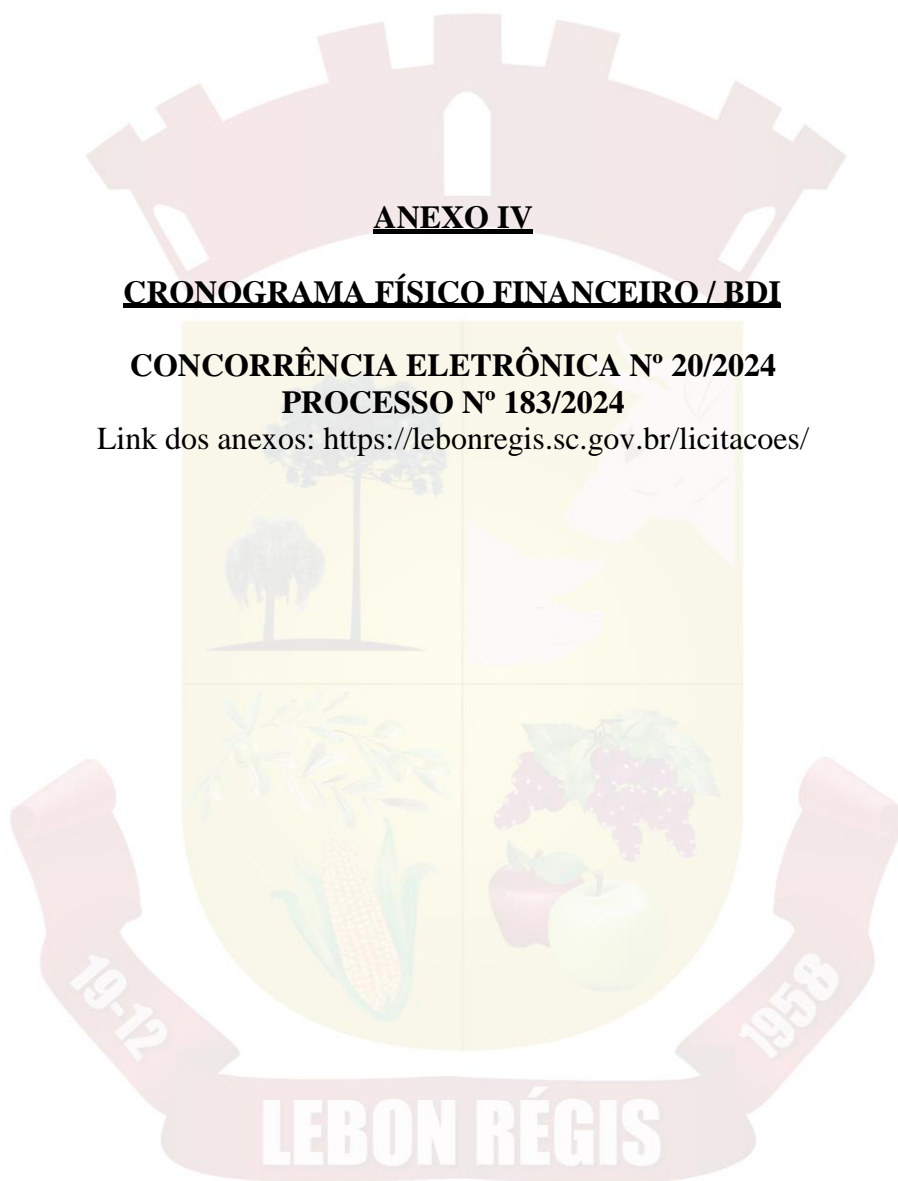 ANEXO IV
CRONOGRAMA FÍSICO FINANCEIRO / BDI
CONCORRÊNCIA ELETRÔNICA Nº 20/2024
PROCESSO Nº 183/2024
Link dos anexos: https://lebonregis.sc.gov.br/licitacoes/
19-12
1958
LEBON RÉGIS